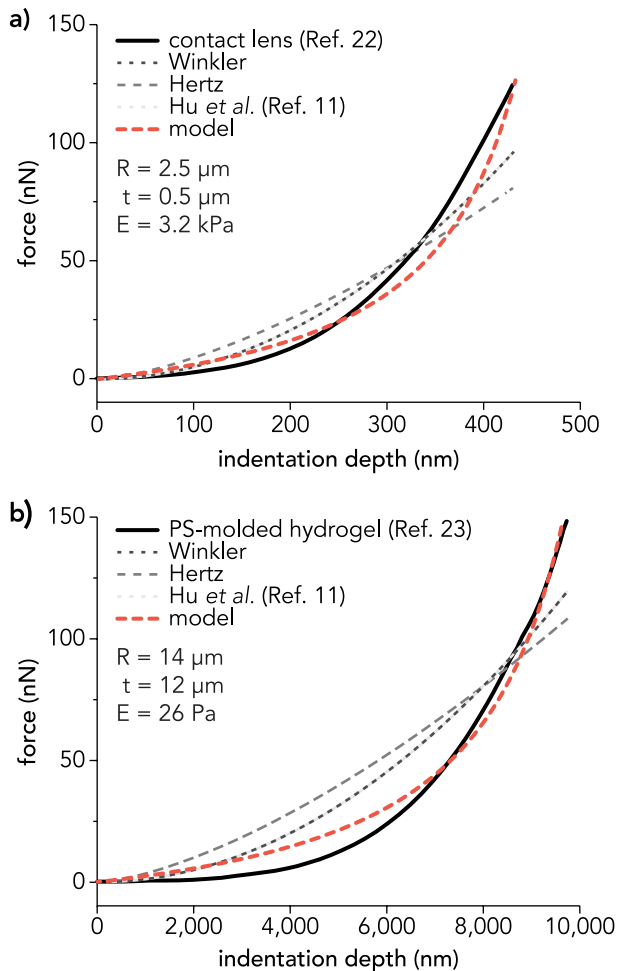 a)
150
100
50
0
force (nN)
contact lens (Ref. 22)
Winkler
Hertz
Hu et al. (Ref. 11)
model
R = 2.5 µm
t = 0.5 µm
E = 3.2 kPa
0 100 200 300 400 500
indentation depth (nm)
b)
150
100
50
0
force (nN)
PS-molded hydrogel (Ref. 23)
Winkler
Hertz
Hu et al. (Ref. 11)
model
R = 14 µm
t = 12 µm
E = 26 Pa
0 2,000 4,000 6,000 8,000 10,000
indentation depth (nm)